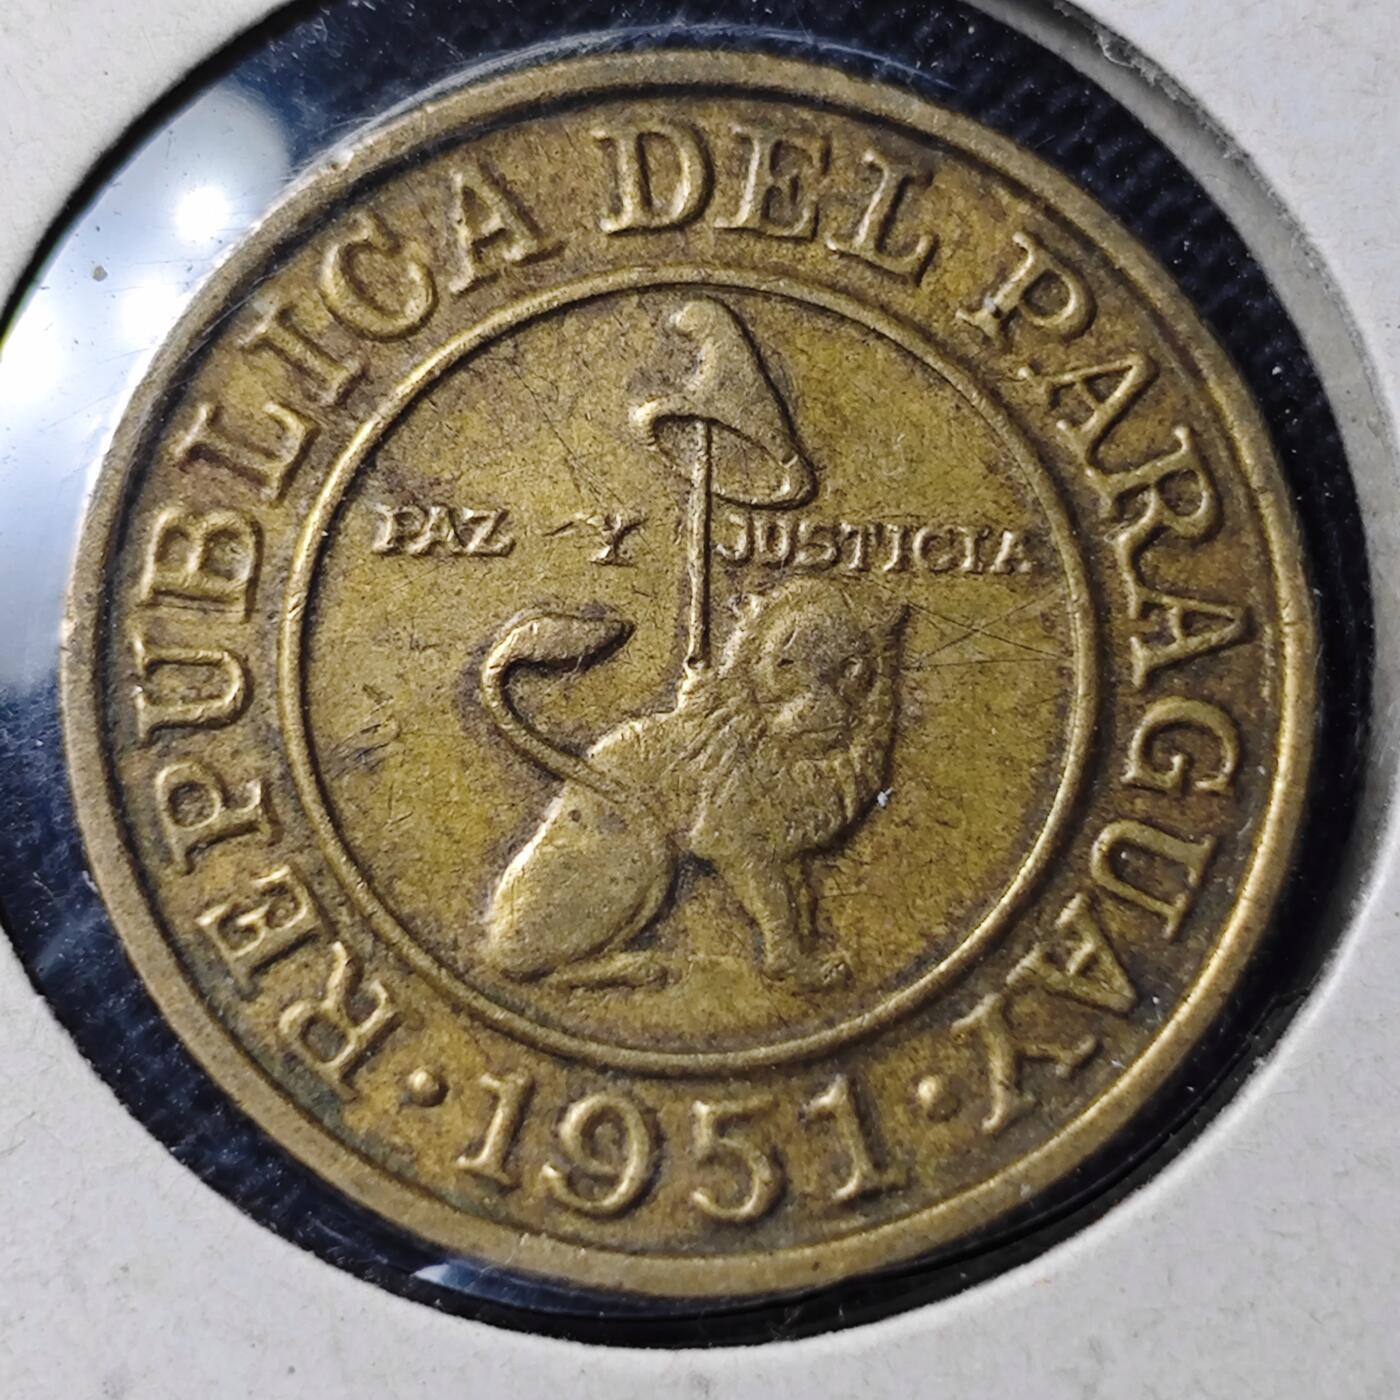 REPUBLICA DEL PARAGUAY
PAZ Y JUSTICIA
· 1951 ·